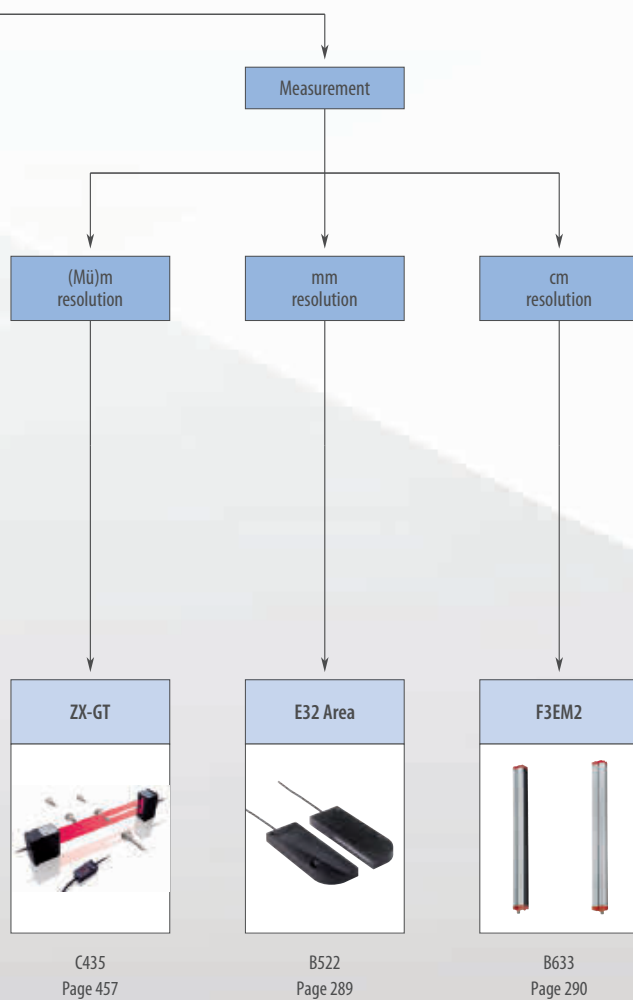 Measurement
(Mü)m
resolution
mm
resolution
cm
resolution
ZX-GT
E32 Area
F3EM2
C435
Page 457
B522
Page 289
B633
Page 290